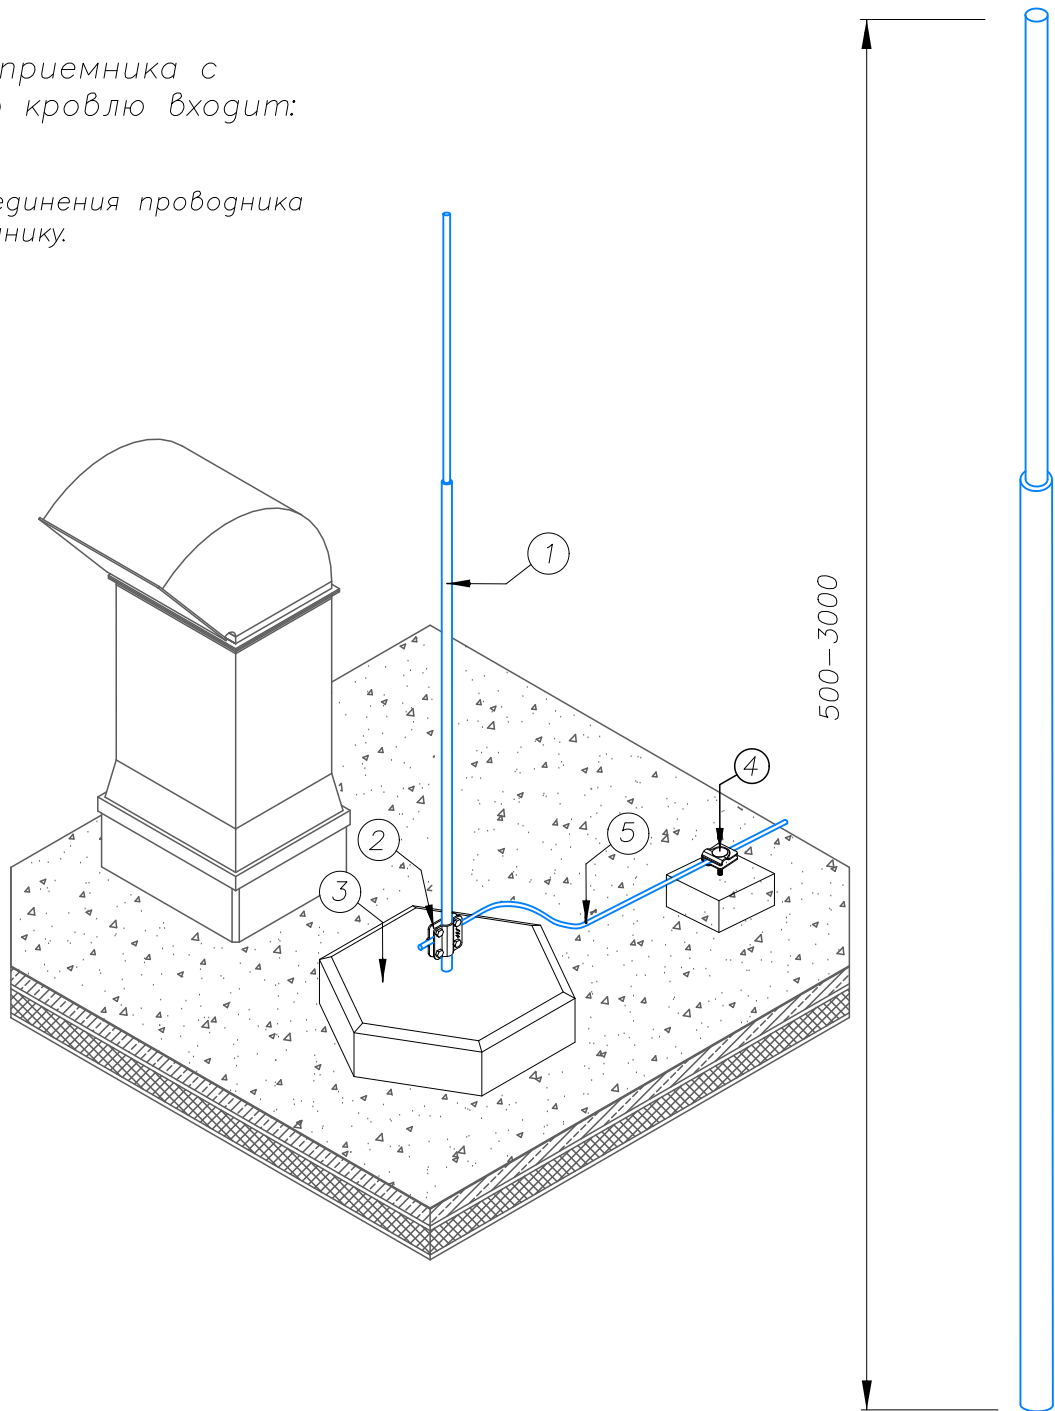 приемника с
кровлю входит:
единения проводника
нику.
1
500-3000
4
5
2
3